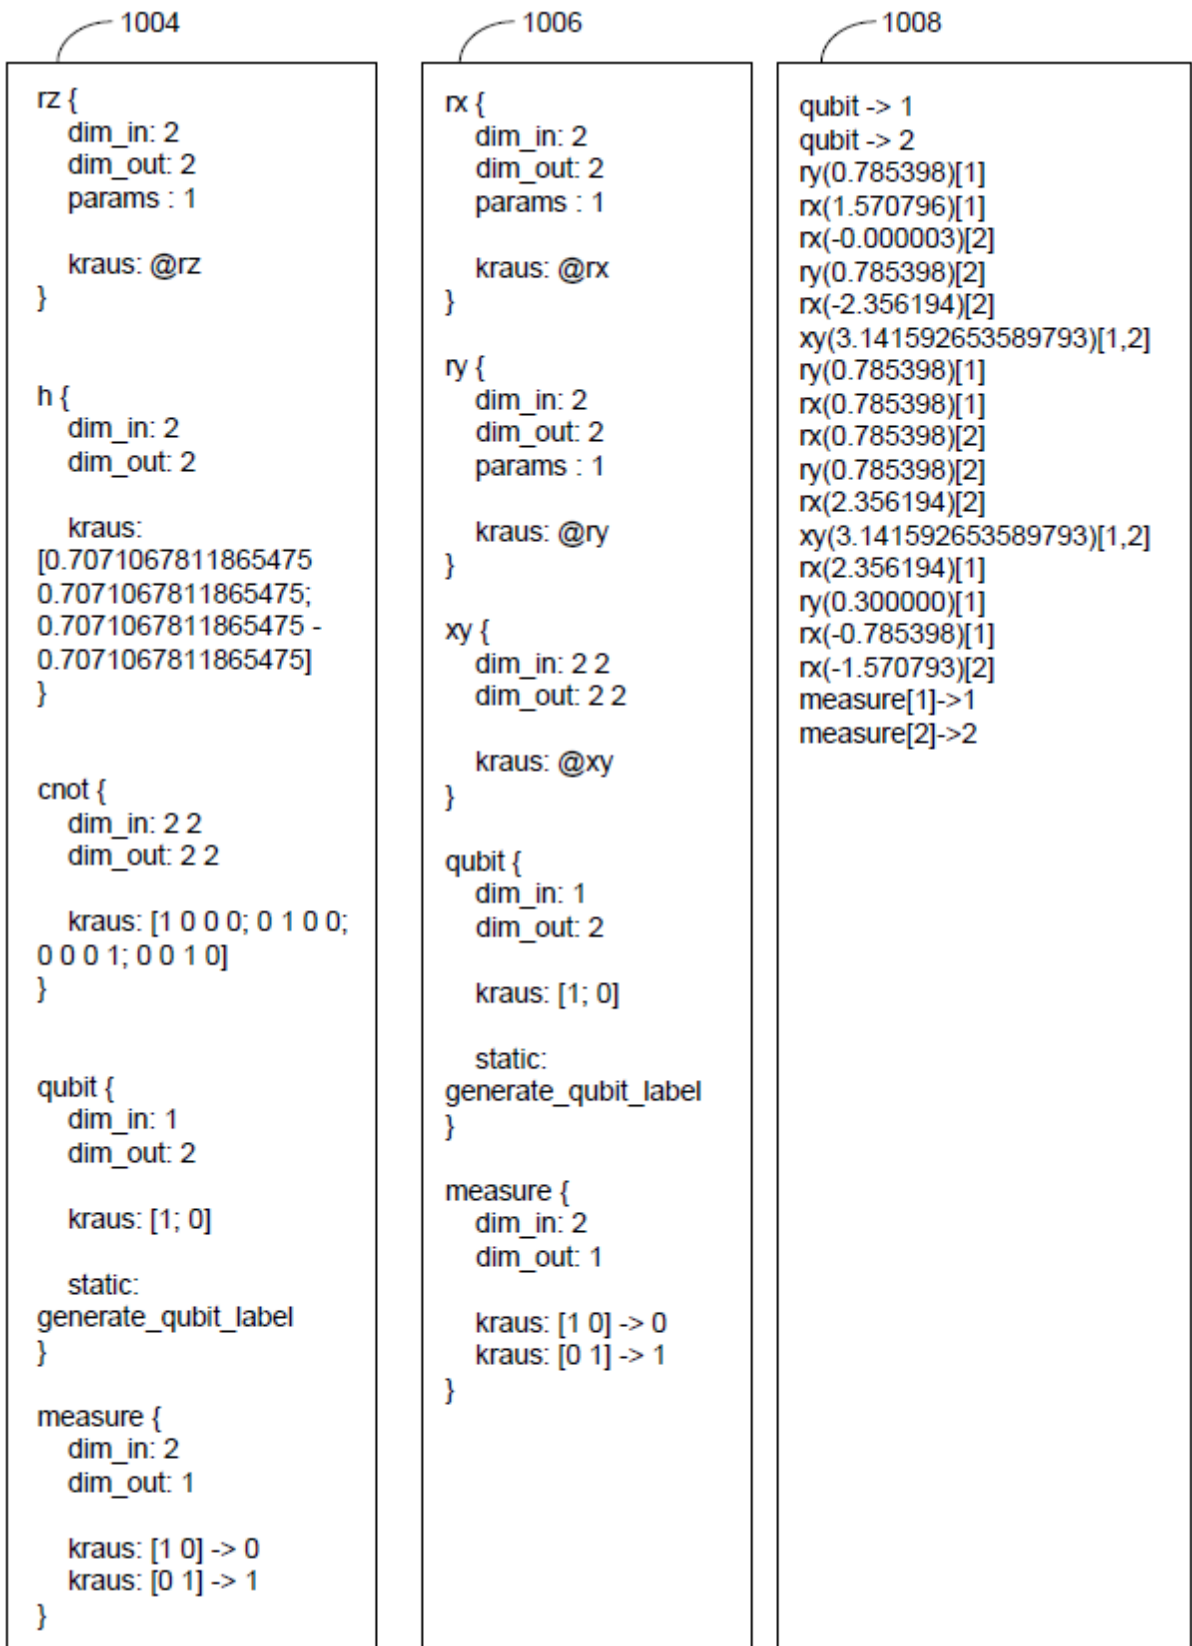 1004
rz {
dim_in: 2
dim_out: 2
params : 1
kraus: @rz
}
h {
dim_in: 2
dim_out: 2
kraus:
[0.7071067811865475
0.7071067811865475;
0.7071067811865475 -
0.7071067811865475]
}
cnot {
dim_in: 2 2
dim_out: 2 2
kraus: [1 0 0 0; 0 1 0 0;
0 0 0 1; 0 0 1 0]
}
qubit {
dim_in: 1
dim_out: 2
kraus: [1; 0]
static:
generate_qubit_label
}
measure {
dim_in: 2
dim_out: 1
kraus: [1 0] -> 0
kraus: [0 1] -> 1
}
1006
rx {
dim_in: 2
dim_out: 2
params : 1
kraus: @rx
}
ry {
dim_in: 2
dim_out: 2
params : 1
kraus: @ry
}
xy {
dim_in: 2 2
dim_out: 2 2
kraus: @xy
}
qubit {
dim_in: 1
dim_out: 2
kraus: [1; 0]
static:
generate_qubit_label
}
measure {
dim_in: 2
dim_out: 1
kraus: [1 0] -> 0
kraus: [0 1] -> 1
}
1008
qubit -> 1
qubit -> 2
ry(0.785398)[1]
rx(1.570796)[1]
rx(-0.000003)[2]
ry(0.785398)[2]
rx(-2.356194)[2]
xy(3.141592653589793)[1,2]
ry(0.785398)[1]
rx(0.785398)[1]
rx(0.785398)[2]
ry(0.785398)[2]
rx(2.356194)[2]
xy(3.141592653589793)[1,2]
rx(2.356194)[1]
ry(0.300000)[1]
rx(-0.785398)[1]
rx(-1.570793)[2]
measure[1]->1
measure[2]->2